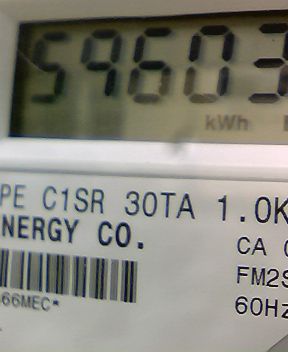 59603
kWh
PE C1SR 30TA 1.0K
NERGY CO.
CA
FM2S
66MEC*
60Hz